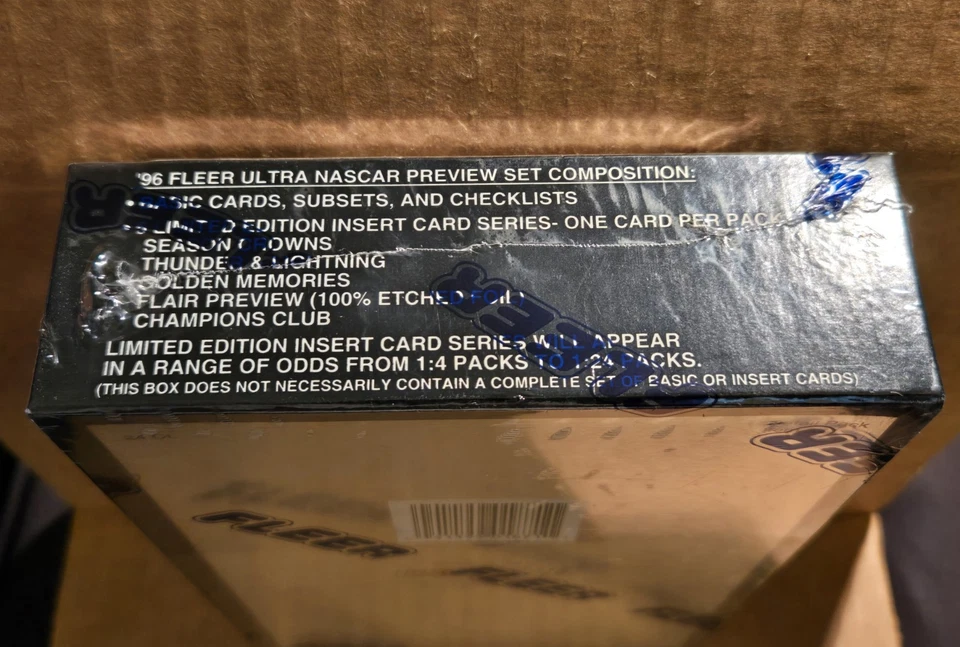 '96 FLEER ULTRA NASCAR PREVIEW SET COMPOSITION:
• BASIC CARDS, SUBSETS, AND CHECKLISTS
LIMITED EDITION INSERT CARD SERIES- ONE CARD PER PACK
SEASON CROWNS
THUNDER & LIGHTNING
GOLDEN MEMORIES
FLAIR PREVIEW (100% ETCHED FOIL)
CHAMPIONS CLUB
LIMITED EDITION INSERT CARD SERIES WILL APPEAR
IN A RANGE OF ODDS FROM 1:4 PACKS TO 1:24 PACKS.
(THIS BOX DOES NOT NECESSARILY CONTAIN A COMPLETE SET OF BASIC OR INSERT CARDS)
FLEER
FLEER